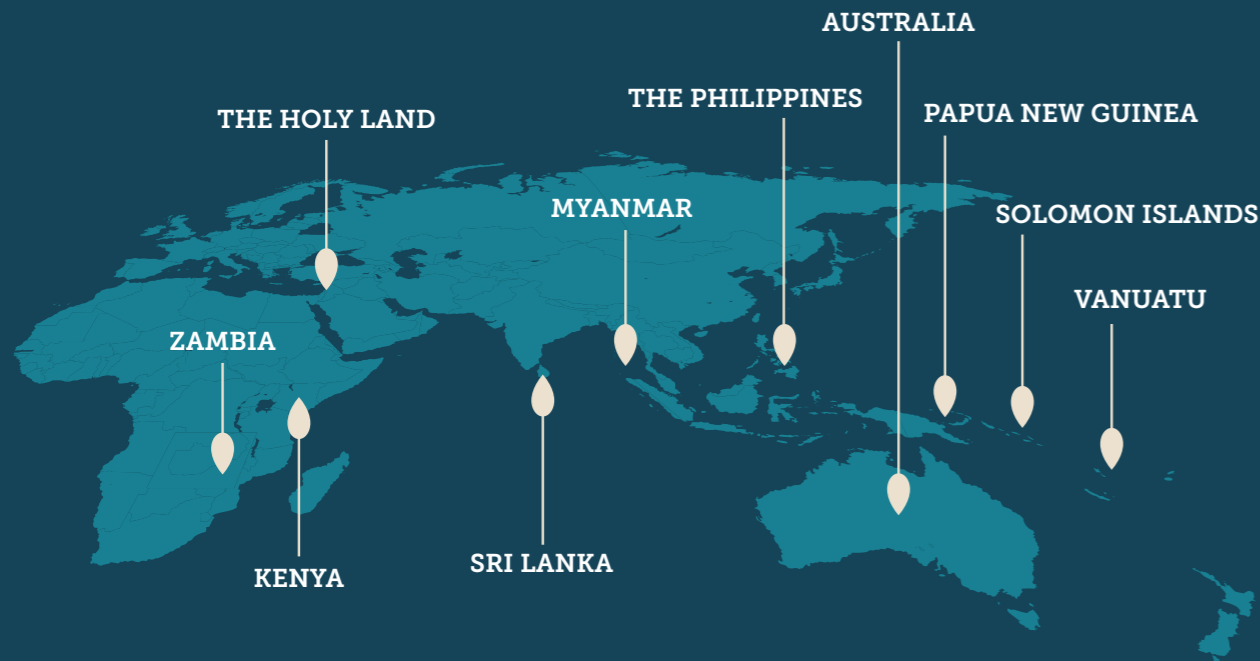 AUSTRALIA
THE PHILIPPINES
THE HOLY LAND
PAPUA NEW GUINEA
MYANMAR
SOLOMON ISLANDS
VANUATU
ZAMBIA
SRI LANKA
KENYA